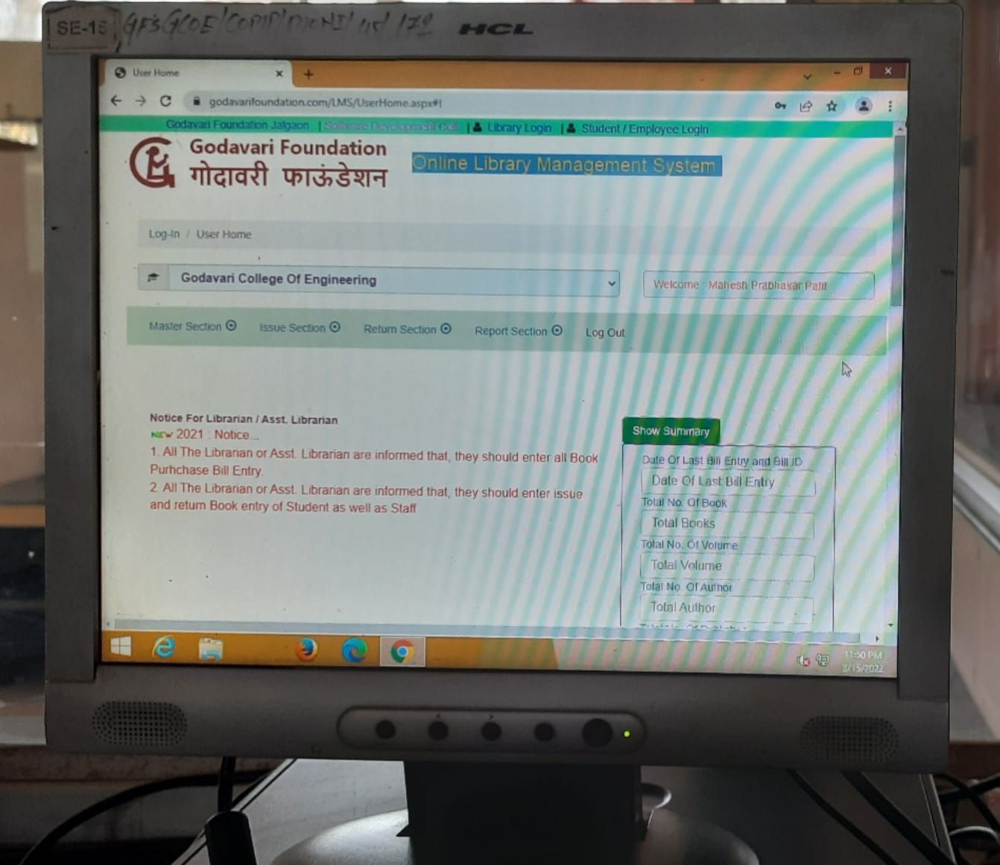 SE-15 GF's GCOE/COMP/MONI/45/179 HCL
User Home
godavarifoundation.com/LMS/UserHome.aspx#!
Godavari Foundation Jalgaon | Software Development Cell | Library Login | Student / Employee Login
Godavari Foundation
गोदावरी फाऊंडेशन
Online Library Management System
Log-In / User Home
Godavari College Of Engineering
Welcome : Mahesh Prabhakar Patil
Master Section Issue Section Return Section Report Section Log Out
Notice For Librarian / Asst. Librarian
NEW 2021 : Notice...
1. All The Librarian or Asst. Librarian are informed that, they should enter all Book
Purhchase Bill Entry.
2. All The Librarian or Asst. Librarian are informed that, they should enter issue
and return Book entry of Student as well as Staff
Show Summary
Date Of Last Bill Entry and Bill ID
Date Of Last Bill Entry
Total No. Of Book
Total Books
Total No. Of Volume
Total Volume
Total No. Of Author
Total Author
11:50 PM
3/15/2022